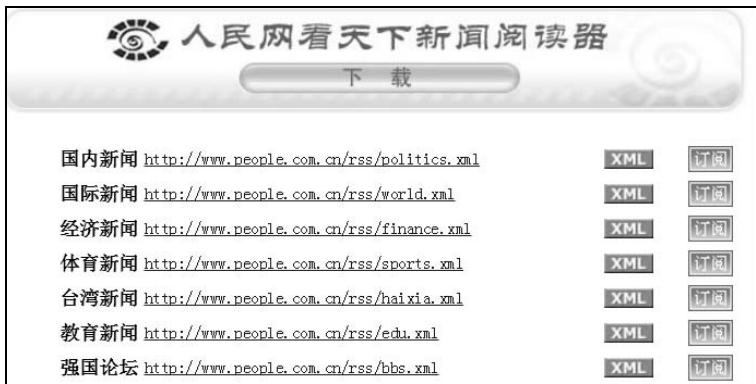 人民网看天下新闻阅读器
下 载
国内新闻 http://www.people.com.cn/rss/politics.xml XML 订阅
国际新闻 http://www.people.com.cn/rss/world.xml XML 订阅
经济新闻 http://www.people.com.cn/rss/finance.xml XML 订阅
体育新闻 http://www.people.com.cn/rss/sports.xml XML 订阅
台湾新闻 http://www.people.com.cn/rss/haixia.xml XML 订阅
教育新闻 http://www.people.com.cn/rss/edu.xml XML 订阅
强国论坛 http://www.people.com.cn/rss/bbs.xml XML 订阅